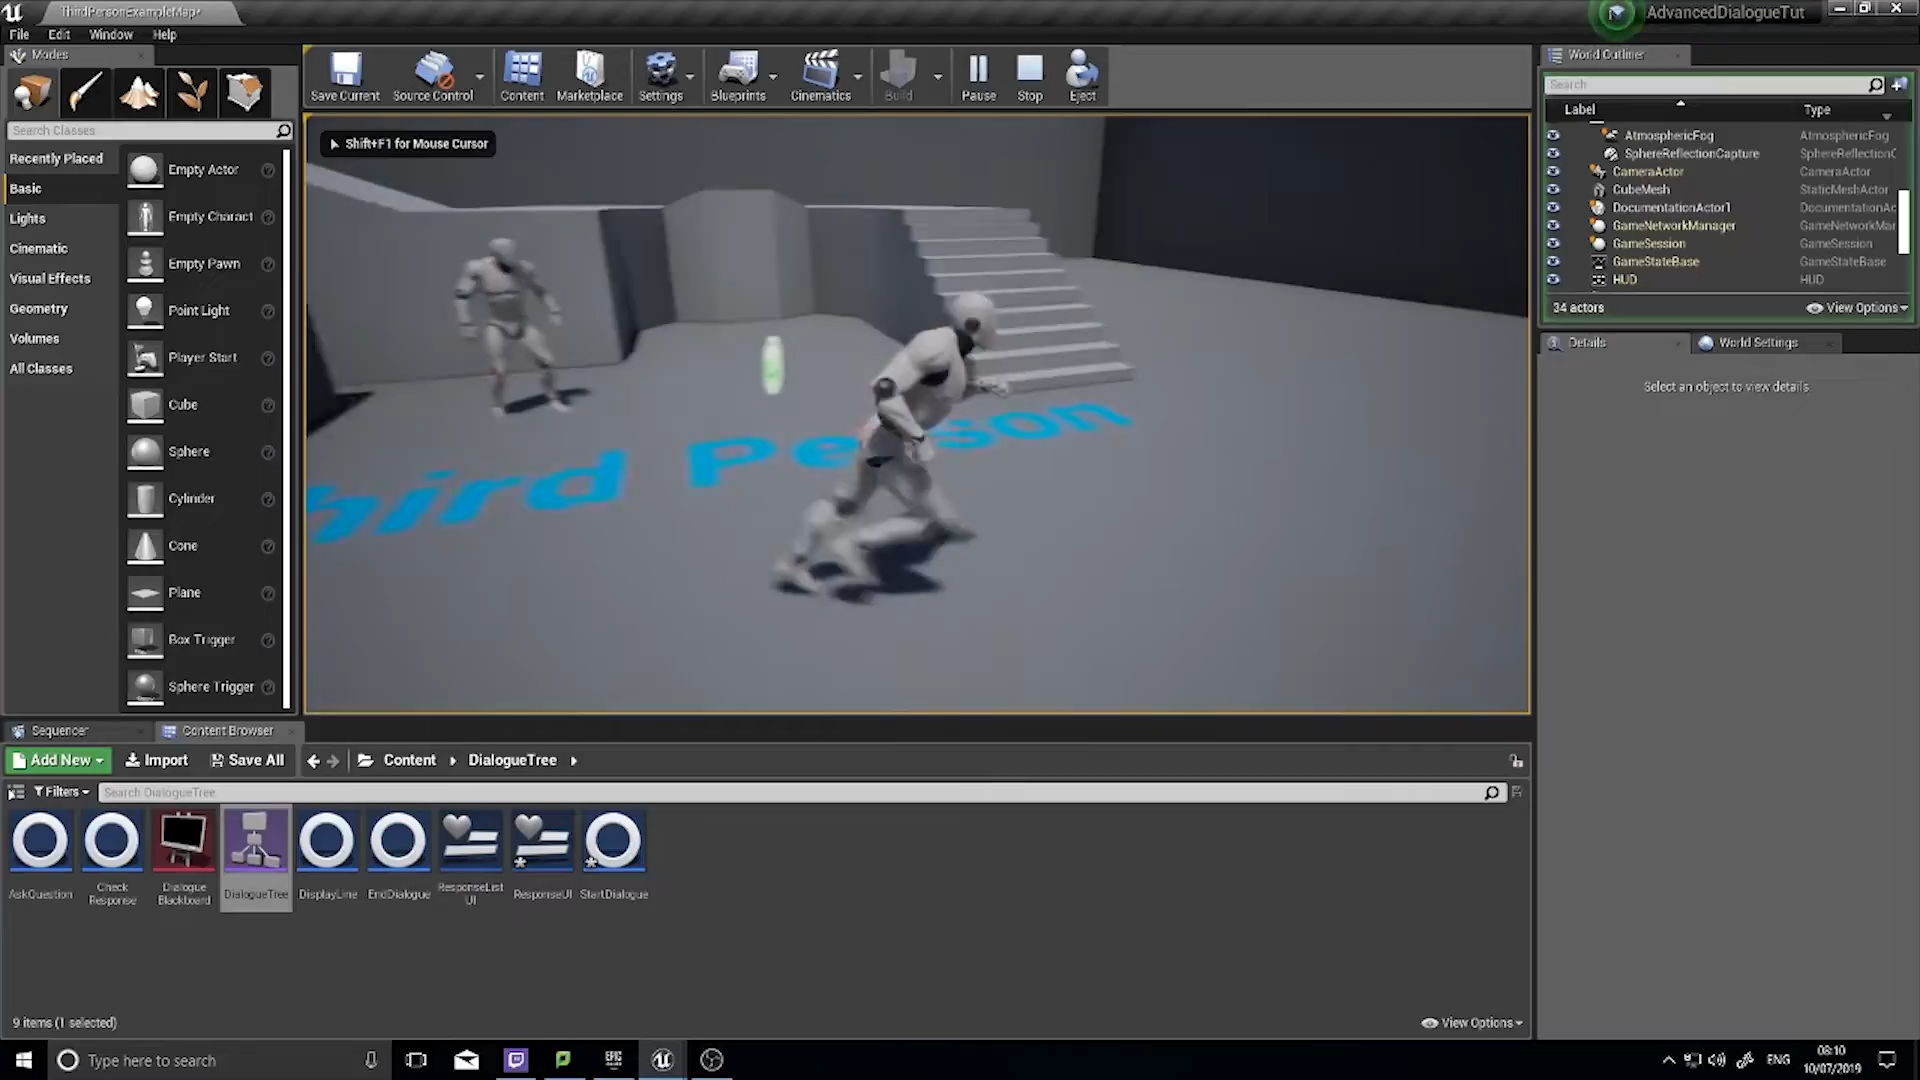 ThirdPersonExampleMap*
AdvancedDialogueTut
File Edit Window Help
Modes
Search Classes
Recently Placed
Basic
Lights
Cinematic
Visual Effects
Geometry
Volumes
All Classes
Empty Actor
Empty Charact
Empty Pawn
Point Light
Player Start
Cube
Sphere
Cylinder
Cone
Plane
Box Trigger
Sphere Trigger
Save Current
Source Control
Content
Marketplace
Settings
Blueprints
Cinematics
Build
Pause
Stop
Eject
Shift+F1 for Mouse Cursor
hird Person
World Outliner
Search
Label Type
AtmosphericFog AtmosphericFog
SphereReflectionCapture SphereReflectionC
CameraActor CameraActor
CubeMesh StaticMeshActor
DocumentationActor1 DocumentationAc
GameNetworkManager GameNetworkMan
GameSession GameSession
GameStateBase GameStateBase
HUD HUD
34 actors
View Options
Details
World Settings
Select an object to view details
Sequencer
Content Browser
Add New
Import
Save All
Content
DialogueTree
Filters
Search DialogueTree
AskQuestion
Check
Response
Dialogue
Blackboard
DialogueTree
DisplayLine
EndDialogue
ResponseList
UI
ResponseUI
StartDialogue
9 items (1 selected)
View Options
Type here to search
EPIC
ENG
08:10
10/07/2019